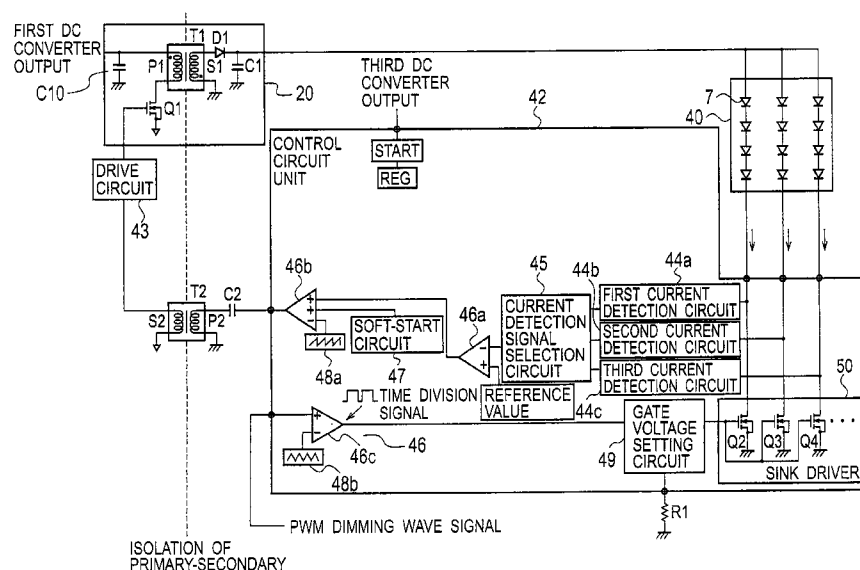 FIRST DC
CONVERTER
OUTPUT
C10
T1
D1
P1
S1
C1
Q1
20
THIRD DC
CONVERTER
OUTPUT
42
7
40
CONTROL
CIRCUIT
UNIT
START
REG
DRIVE
CIRCUIT
43
T2
C2
S2
P2
46b
48a
SOFT-START
CIRCUIT
47
46a
45
CURRENT
DETECTION
SIGNAL
SELECTION
CIRCUIT
44b
44a
FIRST CURRENT
DETECTION CIRCUIT
SECOND CURRENT
DETECTION CIRCUIT
THIRD CURRENT
DETECTION CIRCUIT
44c
REFERENCE
VALUE
TIME DIVISION
SIGNAL
46c
46
48b
GATE
VOLTAGE
SETTING
CIRCUIT
49
50
Q2
Q3
Q4
SINK DRIVER
R1
PWM DIMMING WAVE SIGNAL
ISOLATION OF
PRIMARY-SECONDARY